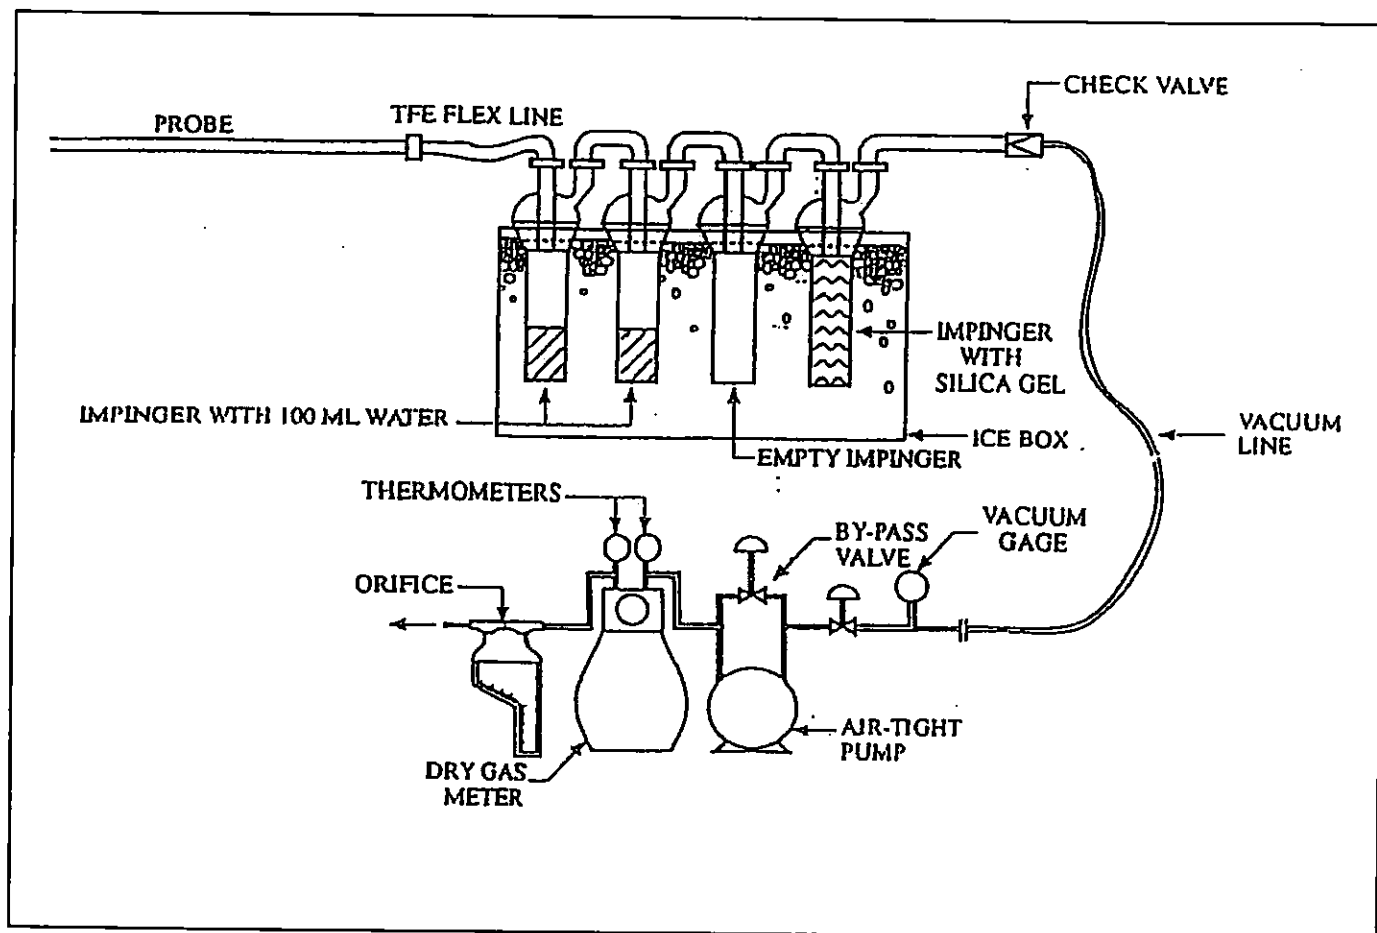 CHECK VALVE
PROBE
TFE FLEX LINE
IMPINGER
WITH
SILICA GEL
IMPINGER WITH 100 ML WATER
ICE BOX
VACUUM
LINE
EMPTY IMPINGER
THERMOMETERS
BY-PASS
VALVE
VACUUM
GAGE
ORIFICE
AIR-TIGHT
PUMP
DRY GAS
METER